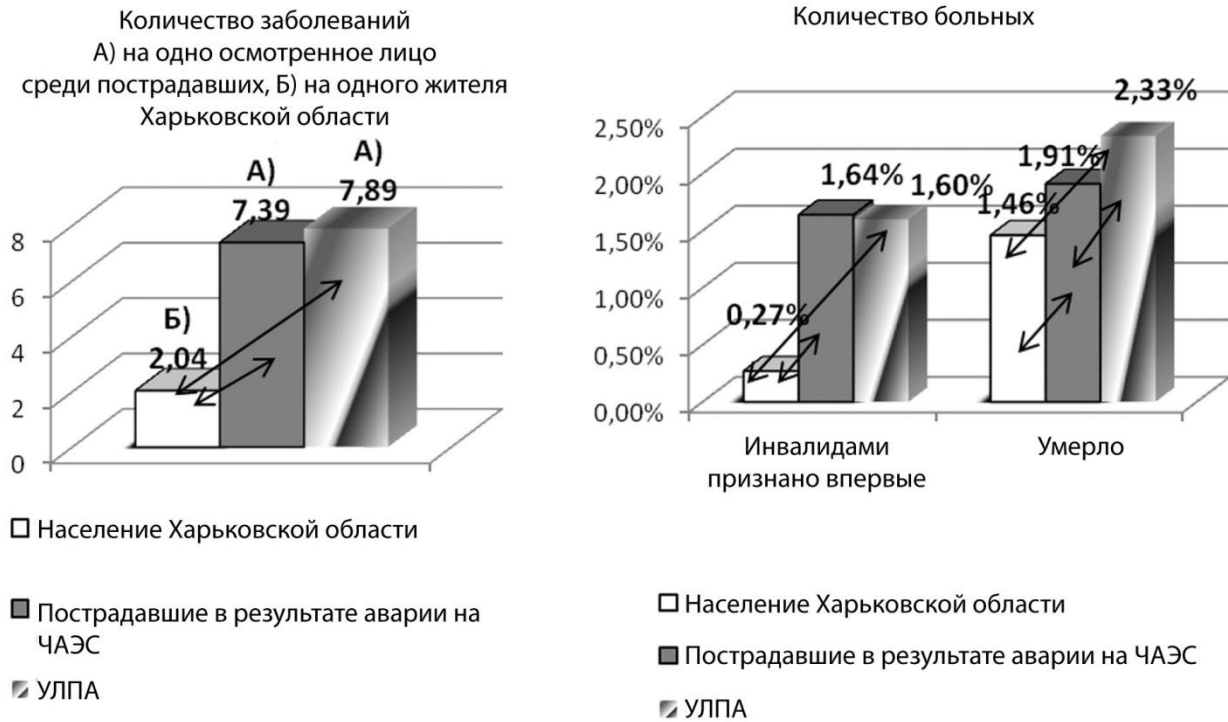 Количество заболеваний
А) на одно осмотренное лицо
среди пострадавших, Б) на одного жителя
Харьковской области
А)
А)
7,39
7,89
Б)
2,04
8
6
4
2
0
Население Харьковской области
Пострадавшие в результате аварии на
ЧАЭС
УЛПА
Количество больных
2,33%
2,50%
1,64%
1,60%
1,91%
2,00%
1,46%
1,50%
1,00%
0,27%
0,50%
0,00%
Инвалидами
признано впервые
Умерло
Население Харьковской области
Пострадавшие в результате аварии на ЧАЭС
УЛПА